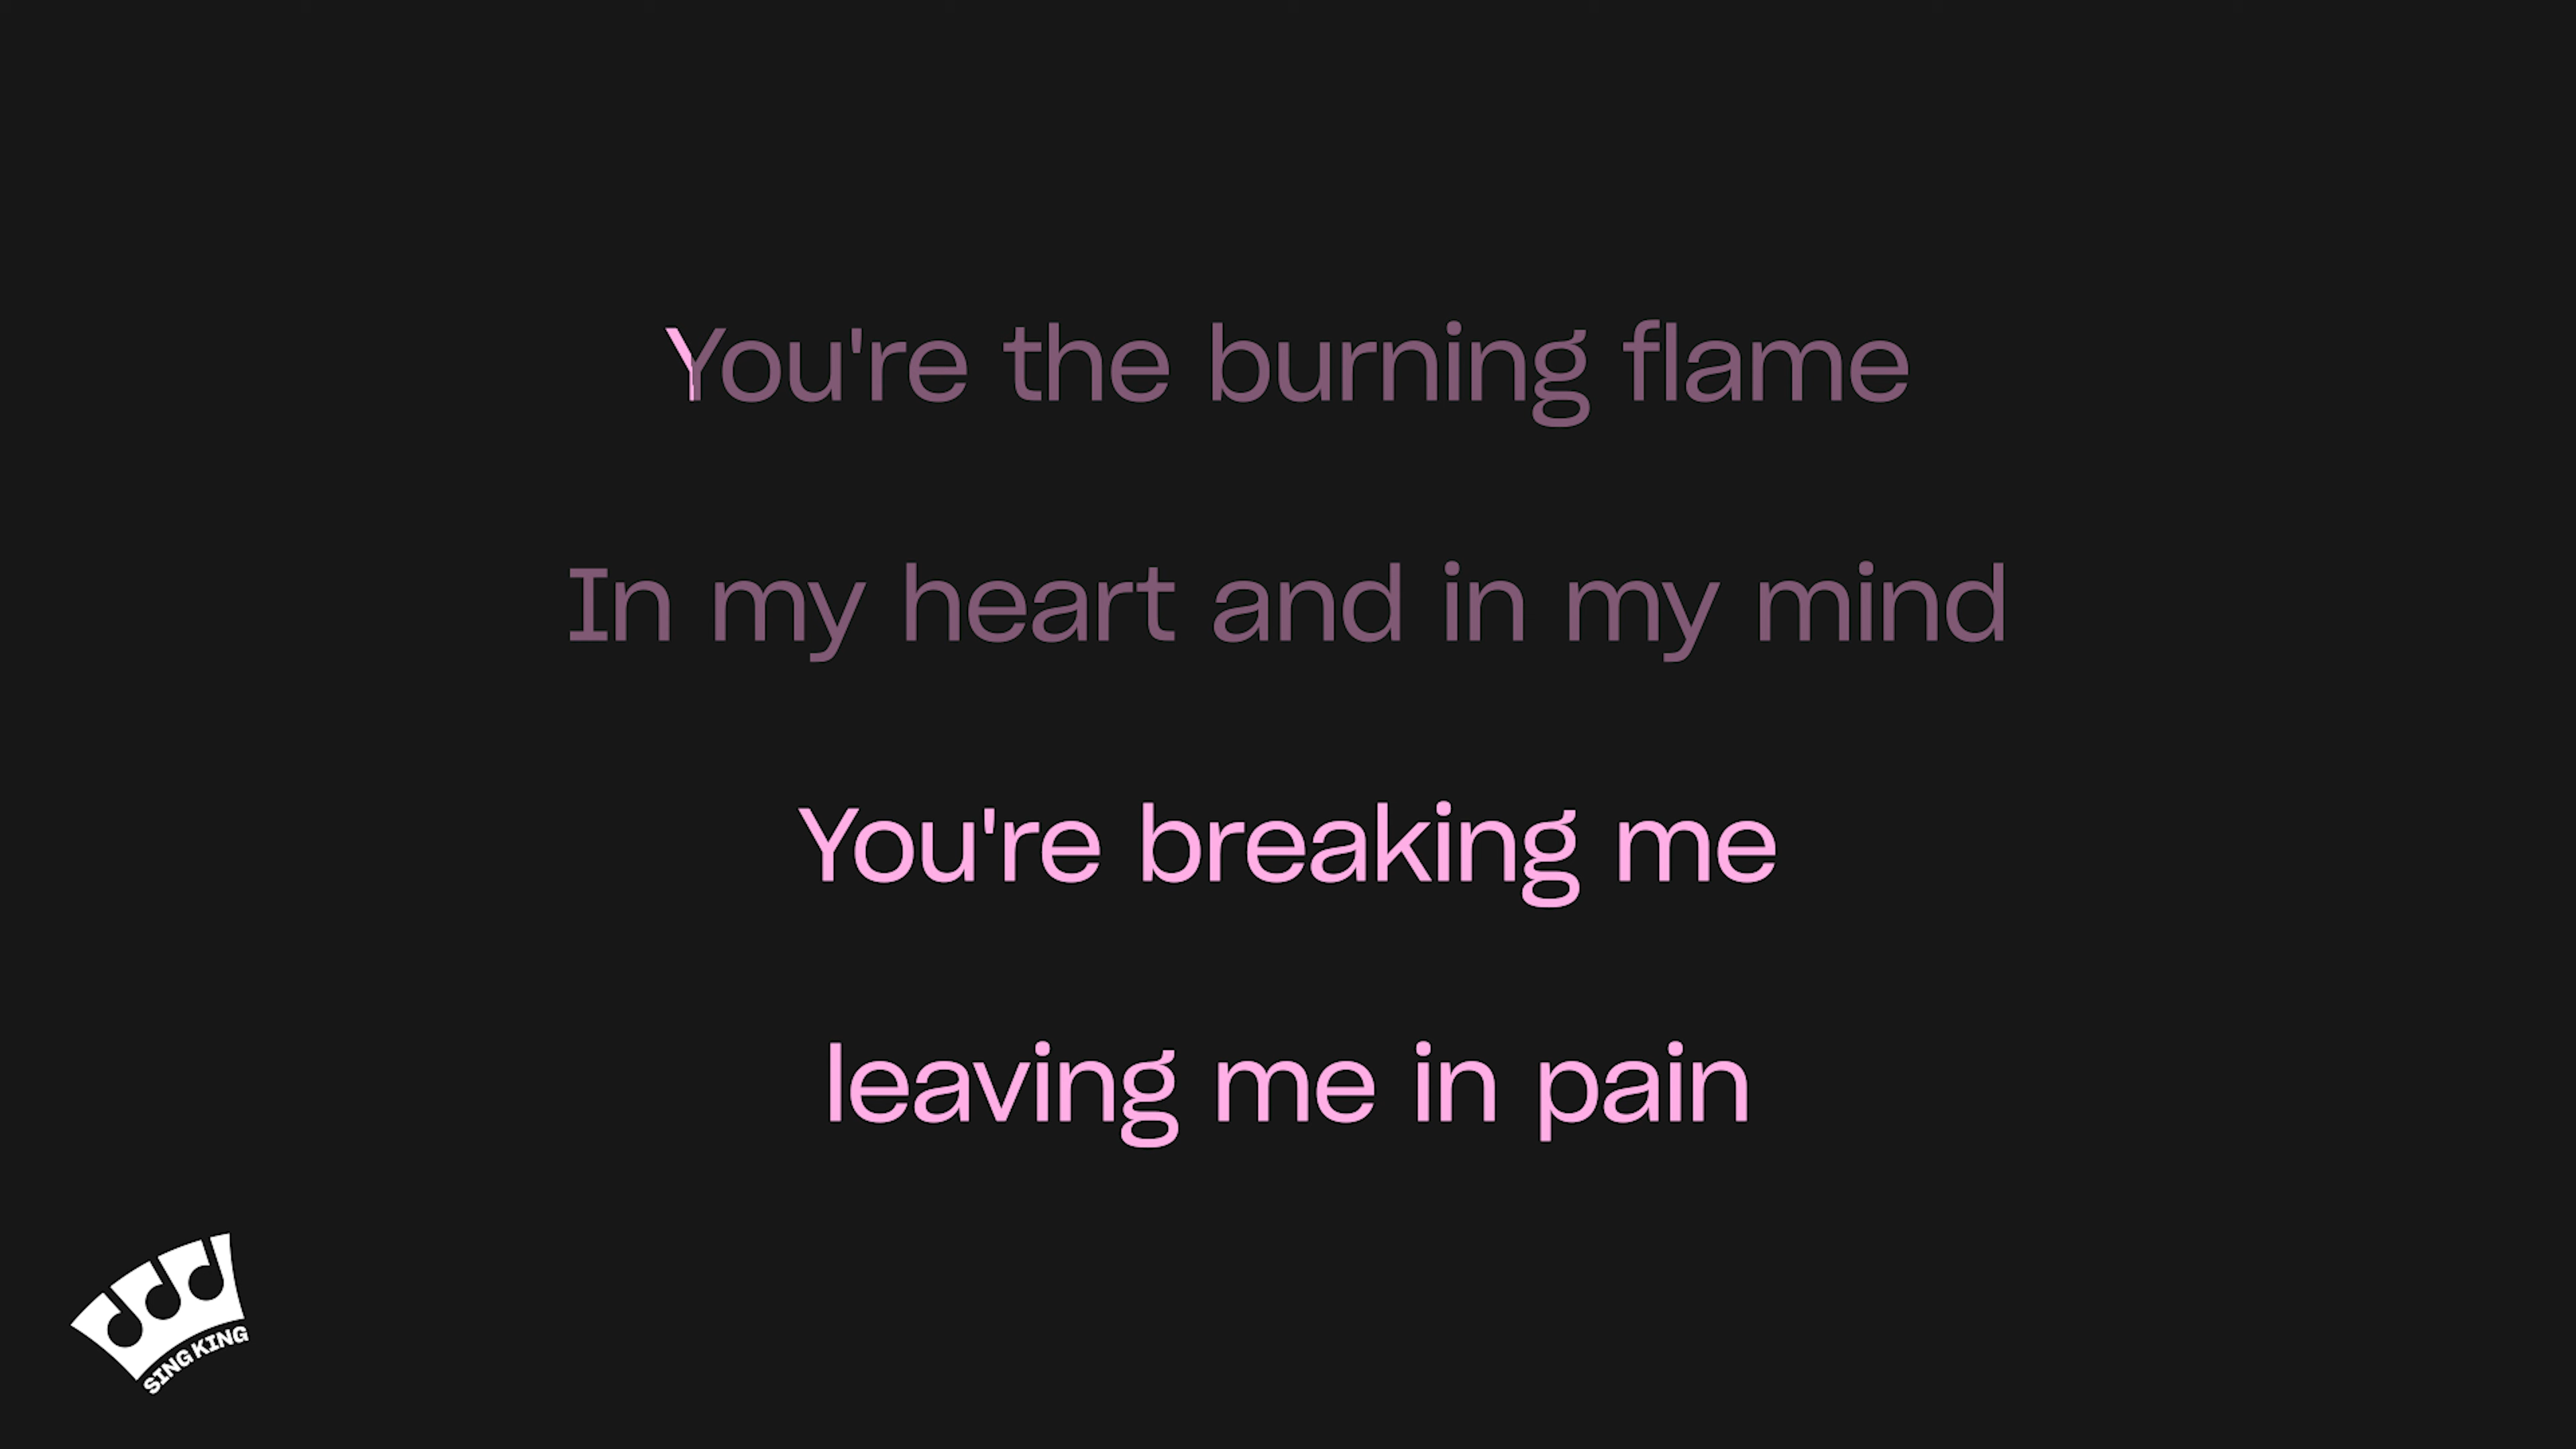 You're the burning flame
In my heart and in my mind
You're breaking me
leaving me in pain
SING KING